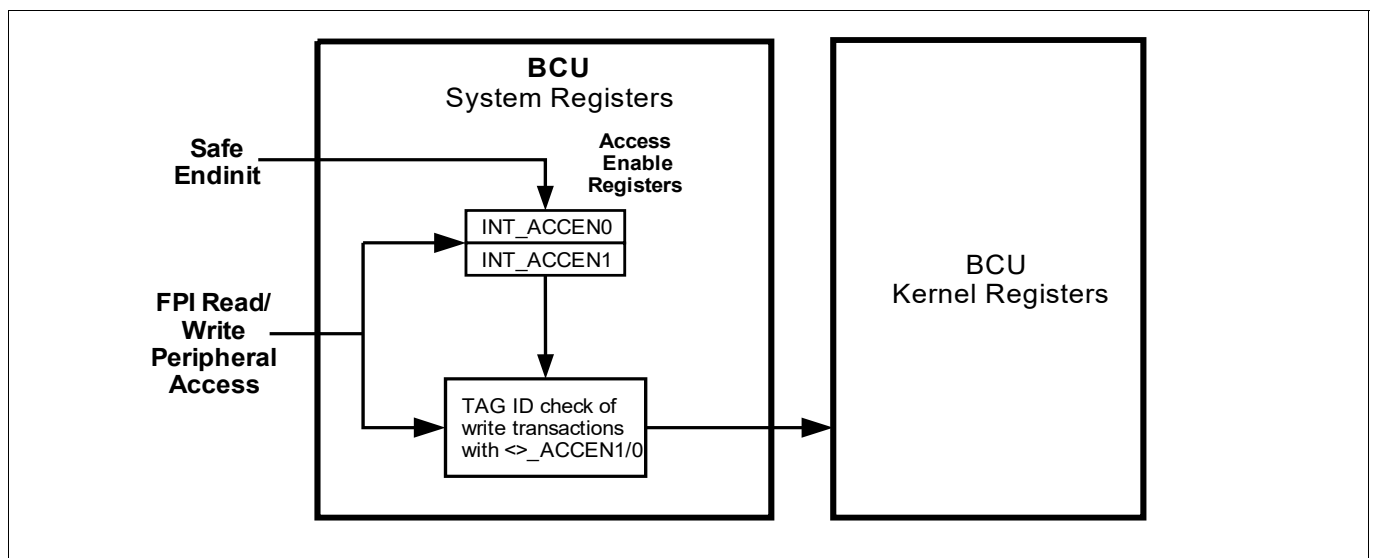 BCU
System Registers
Safe
Endinit
Access
Enable
Registers
INT_ACCEN0
INT_ACCEN1
FPI Read/
Write
Peripheral
Access
TAG ID check of
write transactions
with <>_ACCEN1/0
BCU
Kernel Registers